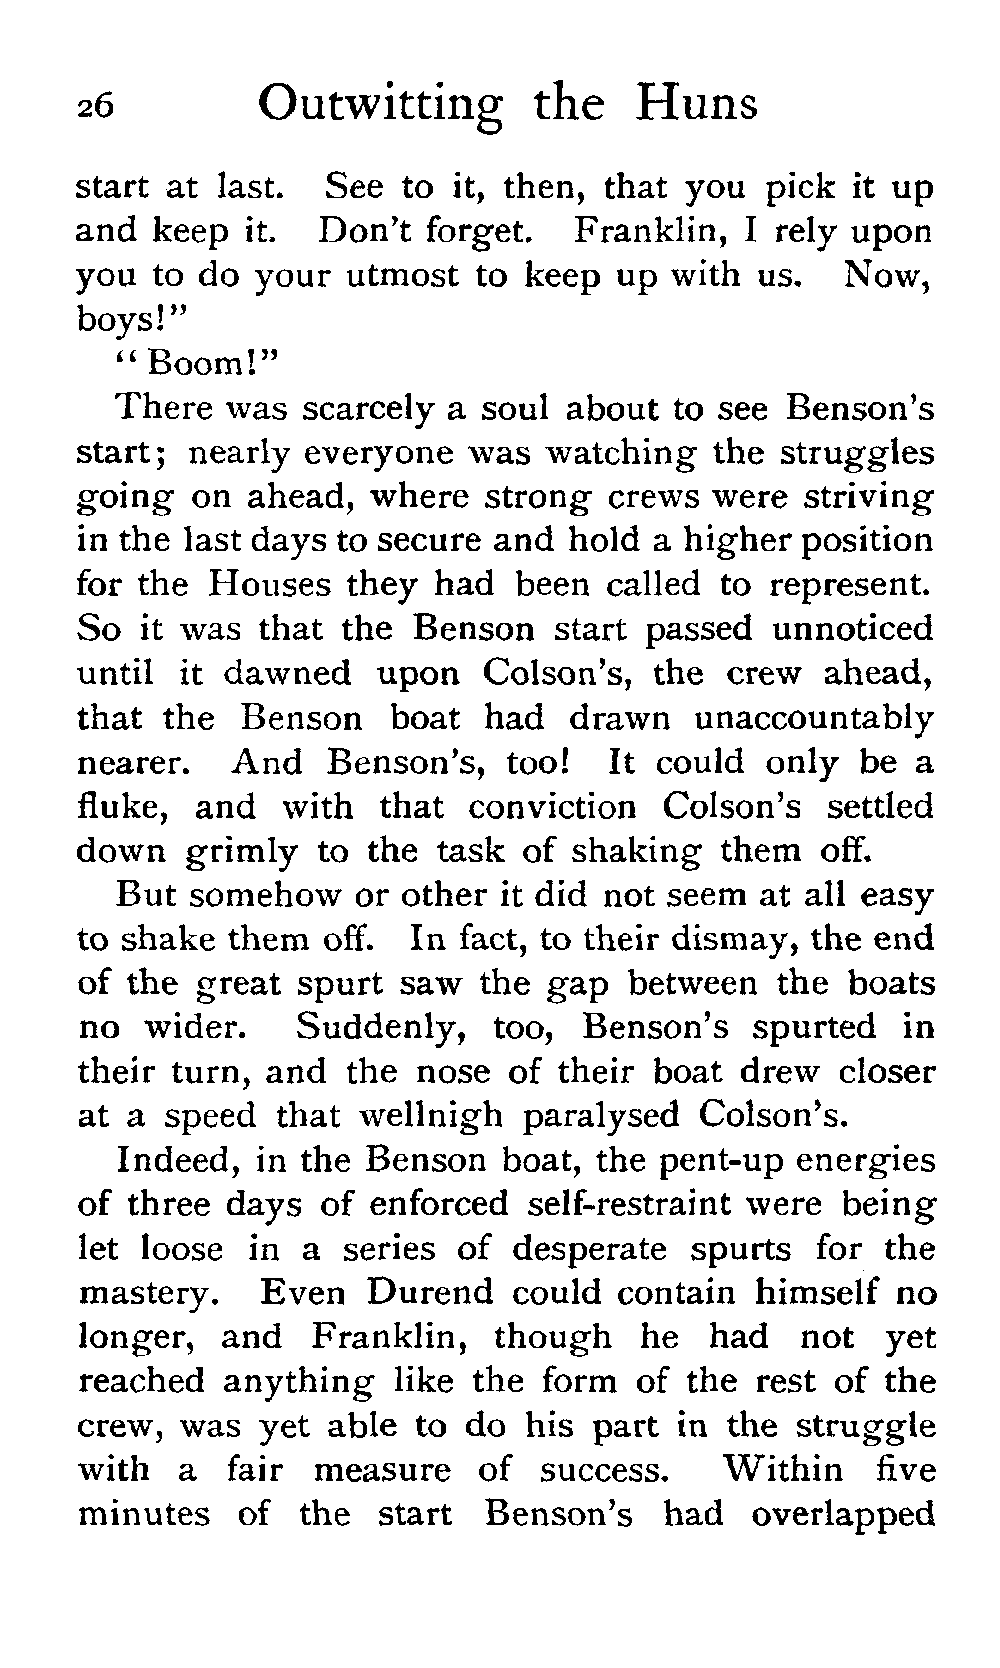 26 Outwitting the Huns
start at last. See to it, then, that you pick it up
and keep it. Don't forget. Franklin, I rely upon
you to do your utmost to keep up with us. Now,
boys!"
"Boom!"
There was scarcely a soul about to see Benson's
start; nearly everyone was watching the struggles
going on ahead, where strong crews were striving
in the last days to secure and hold a higher position
for the Houses they had been called to represent.
So it was that the Benson start passed unnoticed
until it dawned upon Colson's, the crew ahead,
that the Benson boat had drawn unaccountably
nearer. And Benson's, too! It could only be a
fluke, and with that conviction Colson's settled
down grimly to the task of shaking them off.
But somehow or other it did not seem at all easy
to shake them off. In fact, to their dismay, the end
of the great spurt saw the gap between the boats
no wider. Suddenly, too, Benson's spurted in
their turn, and the nose of their boat drew closer
at a speed that wellnigh paralysed Colson's.
Indeed, in the Benson boat, the pent-up energies
of three days of enforced self-restraint were being
let loose in a series of desperate spurts for the
mastery. Even Durend could contain himself no
longer, and Franklin, though he had not yet
reached anything like the form of the rest of the
crew, was yet able to do his part in the struggle
with a fair measure of success. Within five
minutes of the start Benson's had overlapped